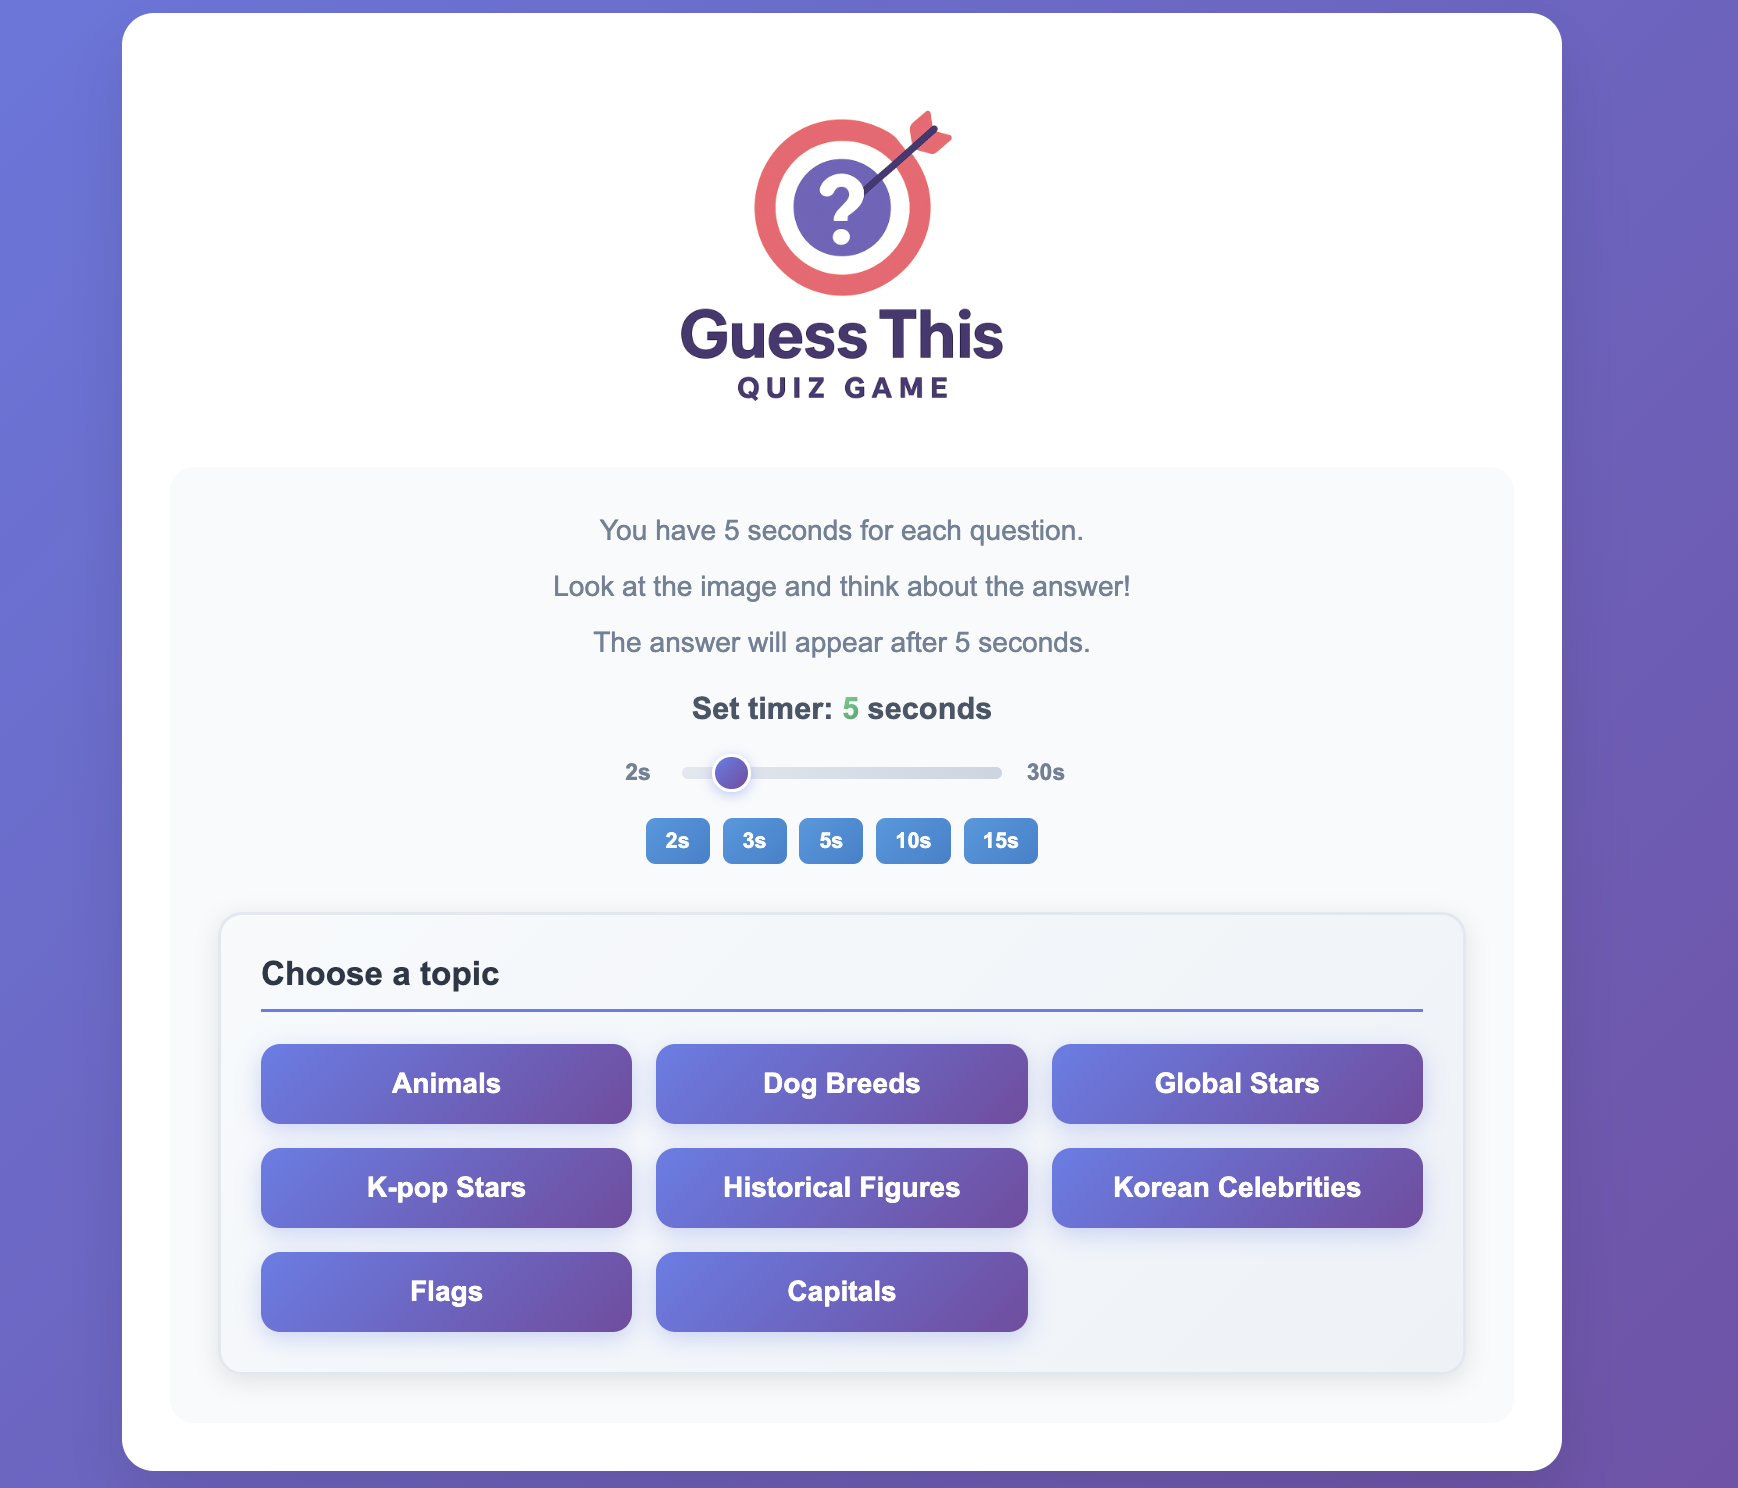 ?
Guess This
QUIZ GAME
You have 5 seconds for each question.
Look at the image and think about the answer!
The answer will appear after 5 seconds.
Set timer: 5 seconds
2s 30s
2s 3s 5s 10s 15s
Choose a topic
Animals Dog Breeds Global Stars
K-pop Stars Historical Figures Korean Celebrities
Flags Capitals